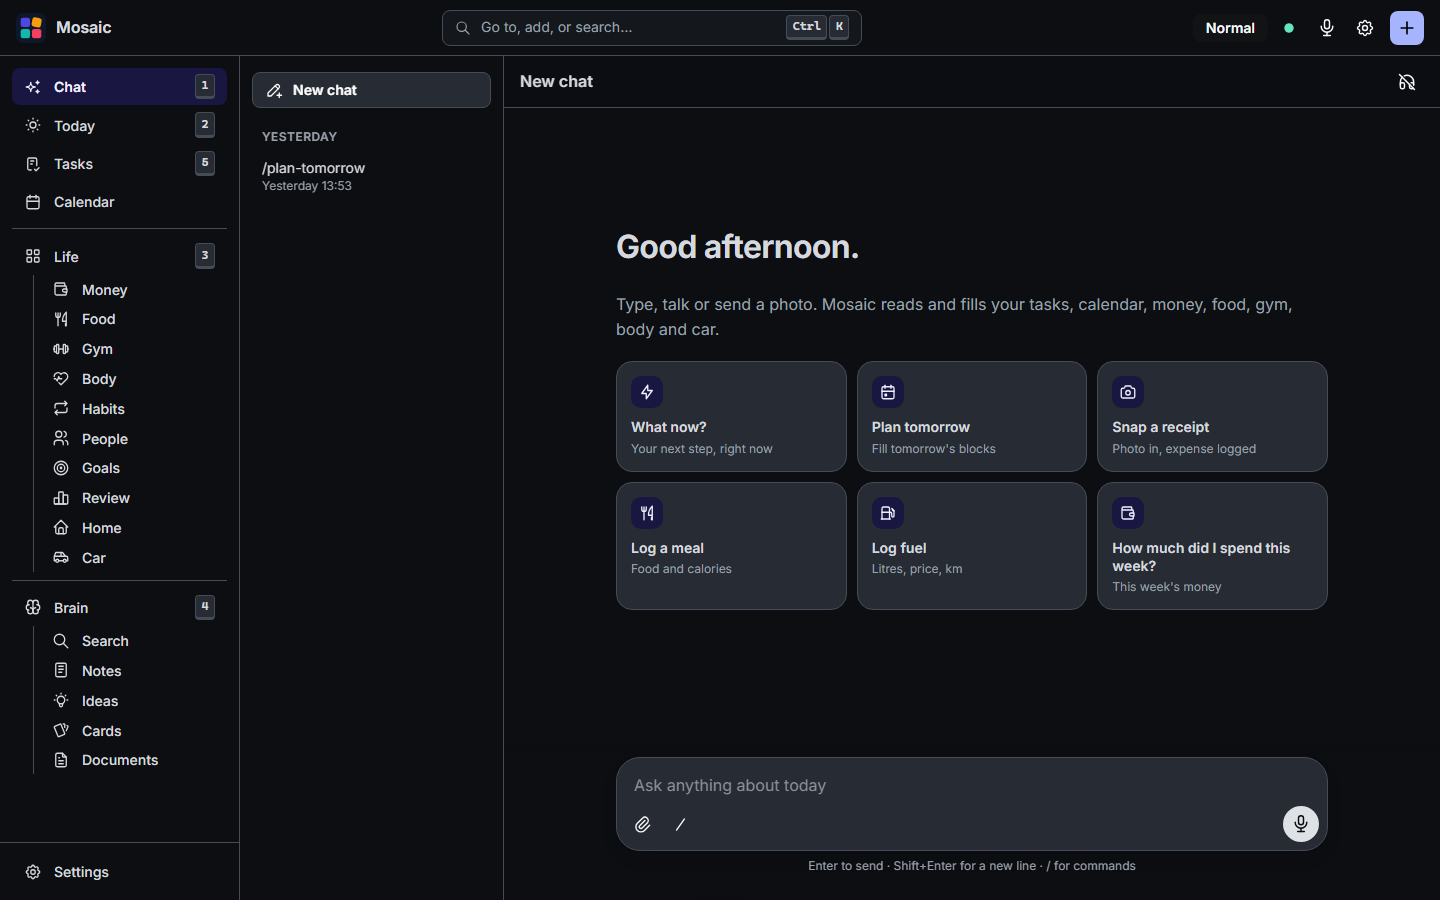 Mosaic
Go to, add, or search...
Ctrl K
Normal
Chat 1
Today 2
Tasks 5
Calendar
Life 3
Money
Food
Gym
Body
Habits
People
Goals
Review
Home
Car
Brain 4
Search
Notes
Ideas
Cards
Documents
Settings
New chat
YESTERDAY
/plan-tomorrow
Yesterday 13:53
New chat
Good afternoon.
Type, talk or send a photo. Mosaic reads and fills your tasks, calendar, money, food, gym,
body and car.
What now?
Your next step, right now
Plan tomorrow
Fill tomorrow's blocks
Snap a receipt
Photo in, expense logged
Log a meal
Food and calories
Log fuel
Litres, price, km
How much did I spend this
week?
This week's money
Ask anything about today
/
Enter to send · Shift+Enter for a new line · / for commands